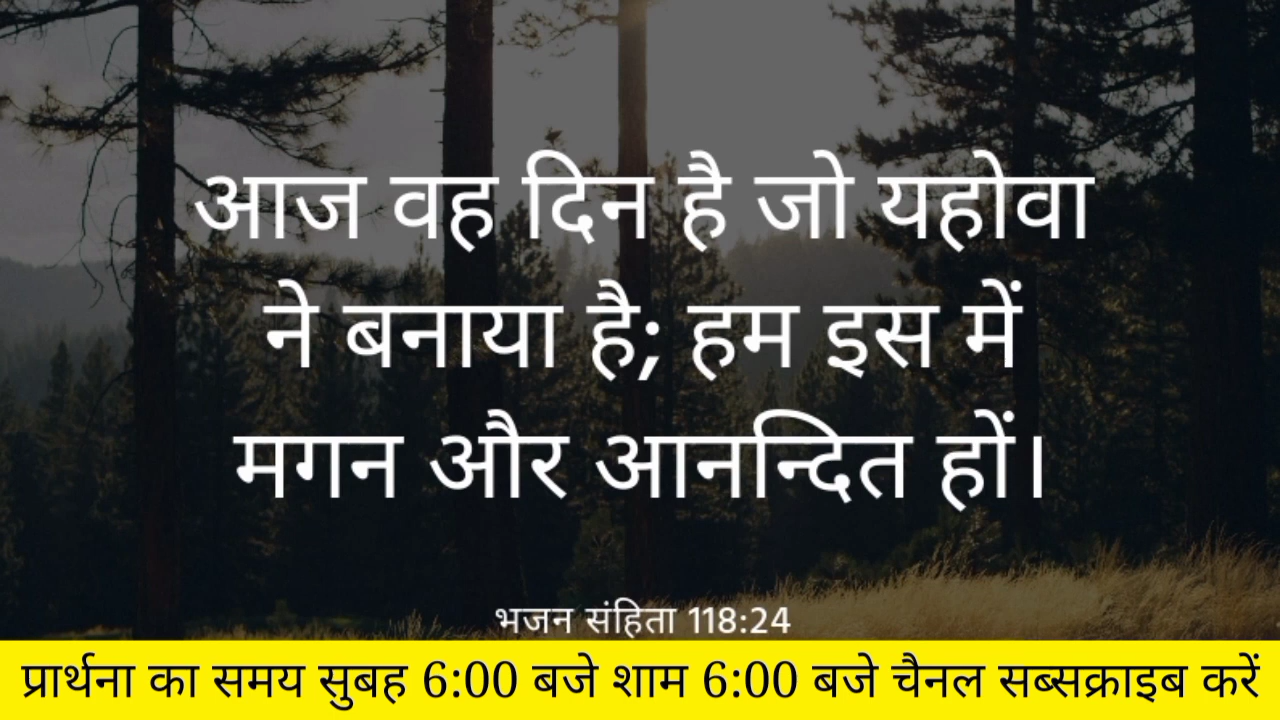 आज वह दिन है जो यहोवा
ने बनाया है; हम इस में
मगन और आनन्दित हों।
भजन संहिता 118:24
प्रार्थना का समय सुबह 6:00 बजे शाम 6:00 बजे चैनल सब्सक्राइब करें